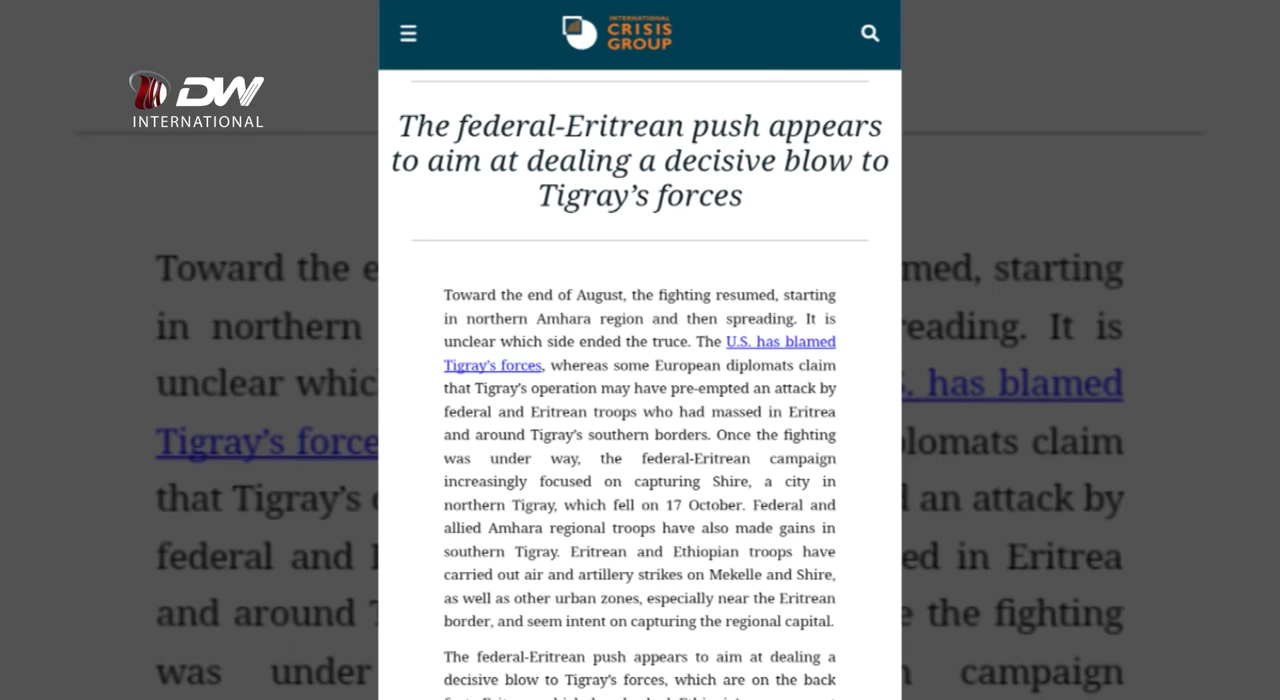 INTERNATIONAL
CRISIS
GROUP
DW
INTERNATIONAL
The federal-Eritrean push appears
to aim at dealing a decisive blow to
Tigray's forces
Toward the end of August, the fighting resumed, starting
in northern Amhara region and then spreading. It is
unclear which side ended the truce. The U.S. has blamed
Tigray's forces, whereas some European diplomats claim
that Tigray's operation may have pre-empted an attack by
federal and Eritrean troops who had massed in Eritrea
and around Tigray's southern borders. Once the fighting
was under way, the federal-Eritrean campaign
increasingly focused on capturing Shire, a city in
northern Tigray, which fell on 17 October. Federal and
allied Amhara regional troops have also made gains in
southern Tigray. Eritrean and Ethiopian troops have
carried out air and artillery strikes on Mekelle and Shire,
as well as other urban zones, especially near the Eritrean
border, and seem intent on capturing the regional capital.
The federal-Eritrean push appears to aim at dealing a
decisive blow to Tigray's forces, which are on the back